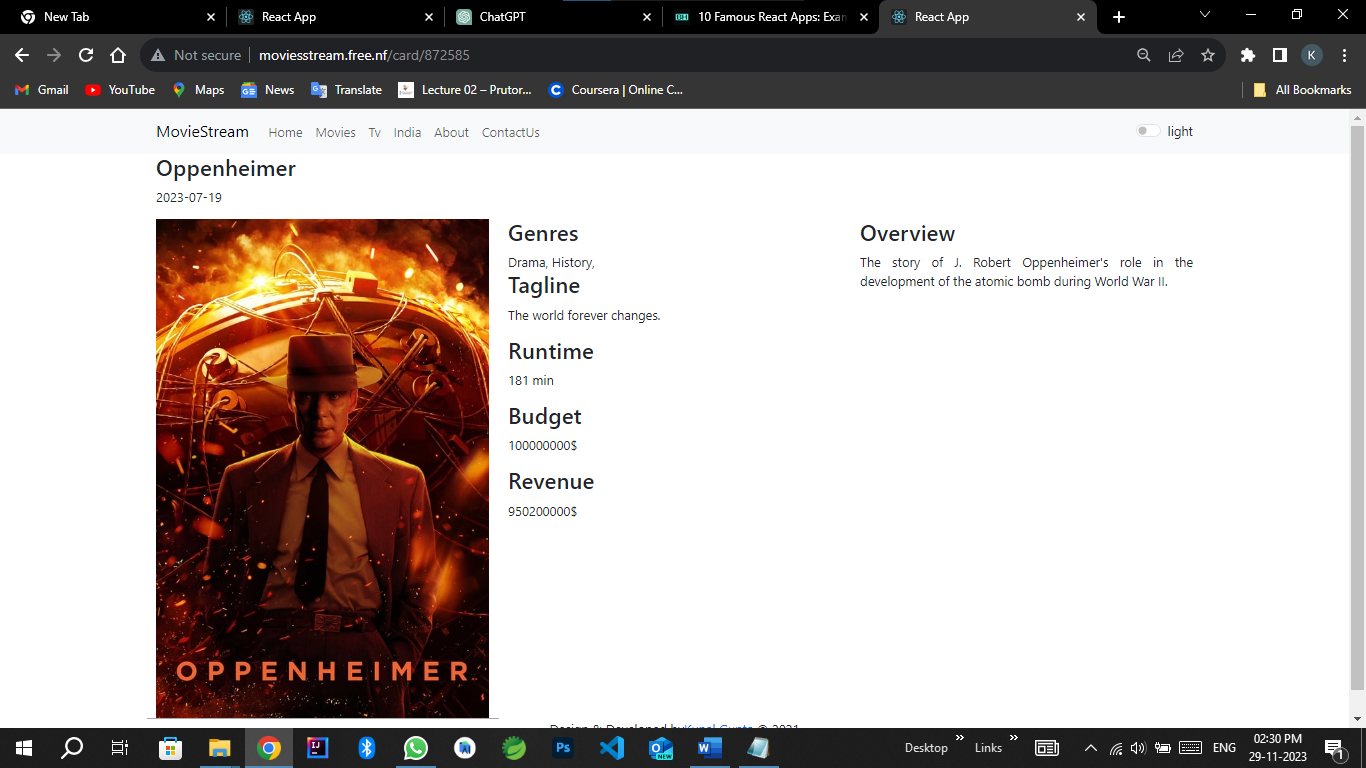 New Tab
React App
ChatGPT
10 Famous React Apps: Exam
React App
Not secure
moviesstream.free.nf/card/872585
K
Gmail
YouTube
Maps
News
Translate
Lecture 02 – Prutor...
Coursera | Online C...
All Bookmarks
MovieStream
Home
Movies
Tv
India
About
ContactUs
light
Oppenheimer
2023-07-19
OPPENHEIMER
Genres
Drama, History,
Tagline
The world forever changes.
Runtime
181 min
Budget
100000000$
Revenue
950200000$
Overview
The story of J. Robert Oppenheimer's role in the
development of the atomic bomb during World War II.
Design & Developed byKunal Gupta © 2021
Desktop
Links
ENG
02:30 PM
29-11-2023
1